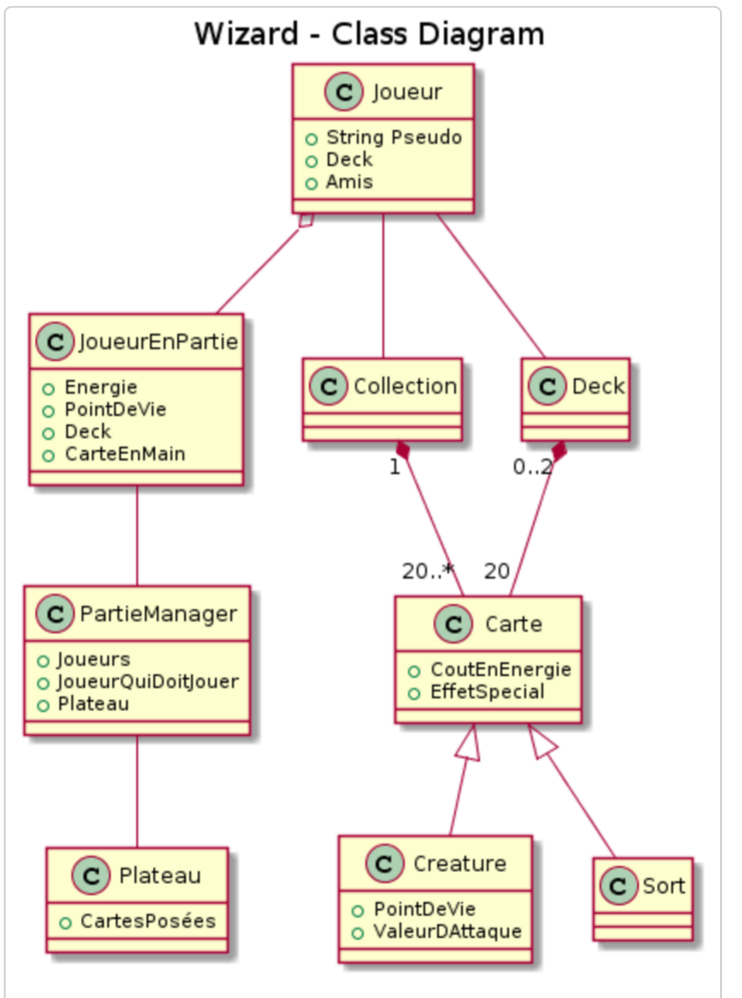 Wizard - Class Diagram
C Joueur
String Pseudo
Deck
Amis
C JoueurEnPartie
Energie
PointDeVie
Deck
CarteEnMain
C Collection
C Deck
1
0..2
20..*
20
C PartieManager
Joueurs
JoueurQuiDoitJouer
Plateau
C Carte
CoutEnEnergie
EffetSpecial
C Plateau
CartesPosées
C Creature
PointDeVie
ValeurDAttaque
C Sort